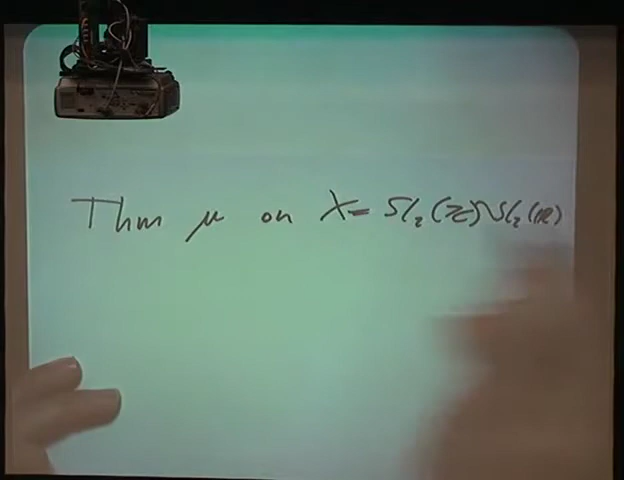 Thm μ on X = SL₂(ℤ)\SL₂(ℝ)